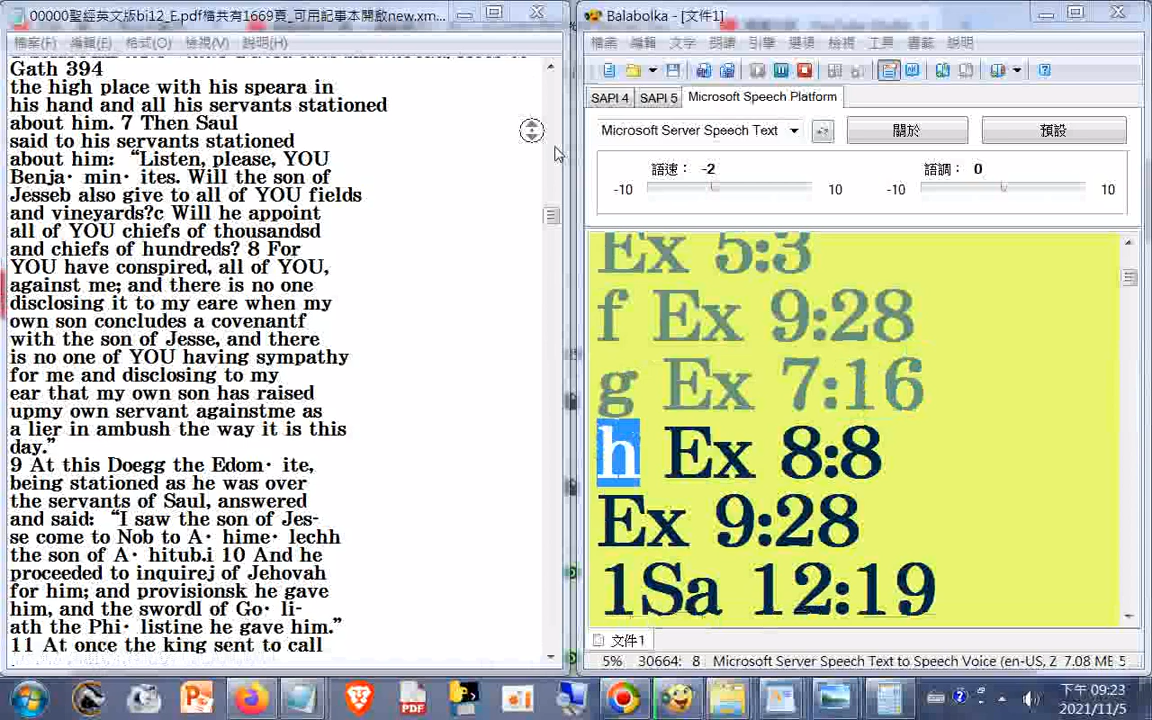 00000聖經英文版bi12_E.pdf檔共有1669頁_可用記事本開啟new.xm...
檔案(F) 編輯(E) 格式(O) 檢視(V) 說明(H)
Gath 394
the high place with his speara in
his hand and all his servants stationed
about him. 7 Then Saul
said to his servants stationed
about him: “Listen, please, YOU
Benja· min· ites. Will the son of
Jesseb also give to all of YOU fields
and vineyards?c Will he appoint
all of YOU chiefs of thousandsd
and chiefs of hundreds? 8 For
YOU have conspired, all of YOU,
against me; and there is no one
disclosing it to my eare when my
own son concludes a covenantf
with the son of Jesse, and there
is no one of YOU having sympathy
for me and disclosing to my
ear that my own son has raised
upmy own servant againstme as
a lier in ambush the way it is this
day.”
9 At this Doegg the Edom· ite,
being stationed as he was over
the servants of Saul, answered
and said: “I saw the son of Jes-
se come to Nob to A· hime· lechh
the son of A· hitub.i 10 And he
proceeded to inquirej of Jehovah
for him; and provisionsk he gave
him, and the swordl of Go· li-
ath the Phi· listine he gave him.”
11 At once the king sent to call
Balabolka - [文件1]
檔案 編輯 文字 朗讀 引擎 選項 檢視 工具 書籤 說明
SAPI 4 SAPI 5 Microsoft Speech Platform
Microsoft Server Speech Text 關於 預設
語速： -2 語調： 0
-10 10 -10 10
Ex 5:3
f Ex 9:28
g Ex 7:16
h Ex 8:8
Ex 9:28
1Sa 12:19
文件1
5% 30664: 8 Microsoft Server Speech Text to Speech Voice (en-US, Z 7.08 MB 5
PDF
下午 09:23
2021/11/5